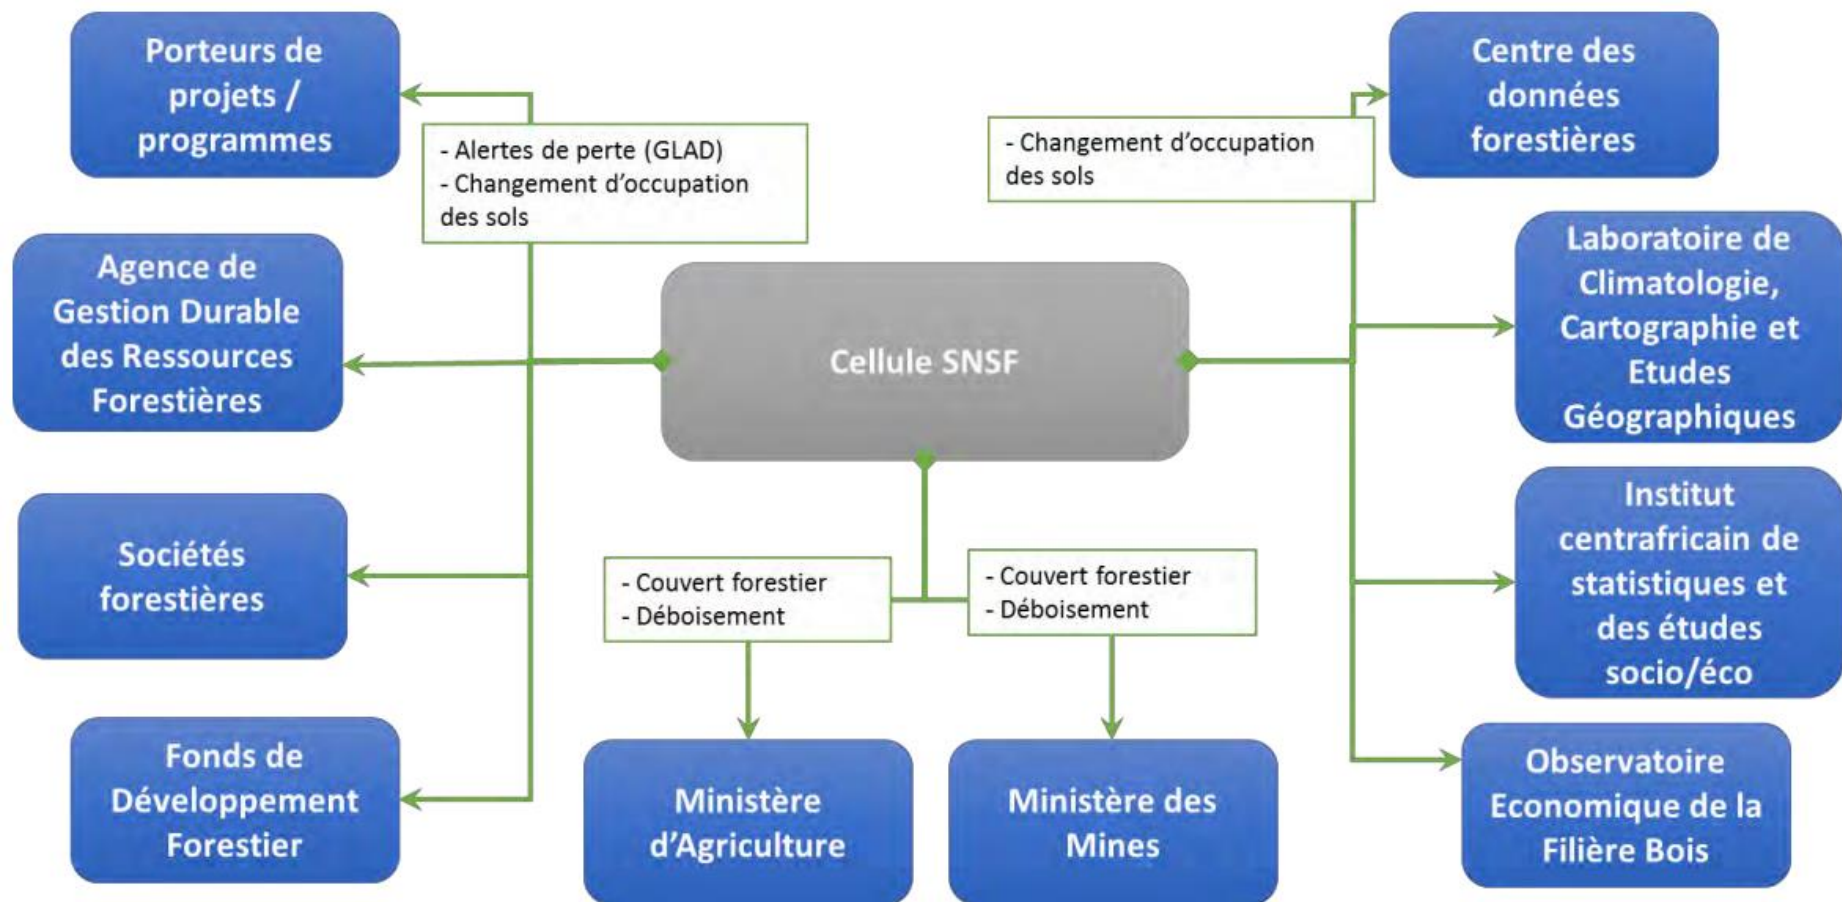 Porteurs de
projets /
programmes
Centre des
données
forestières
- Alertes de perte (GLAD)
- Changement d’occupation
des sols
- Changement d’occupation
des sols
Agence de
Gestion Durable
des Ressources
Forestières
Cellule SNSF
Laboratoire de
Climatologie,
Cartographie et
Etudes
Géographiques
Sociétés
forestières
- Couvert forestier
- Déboisement
- Couvert forestier
- Déboisement
Institut
centrafricain de
statistiques et
des études
socio/éco
Fonds de
Développement
Forestier
Ministère
d’Agriculture
Ministère des
Mines
Observatoire
Economique de la
Filière Bois